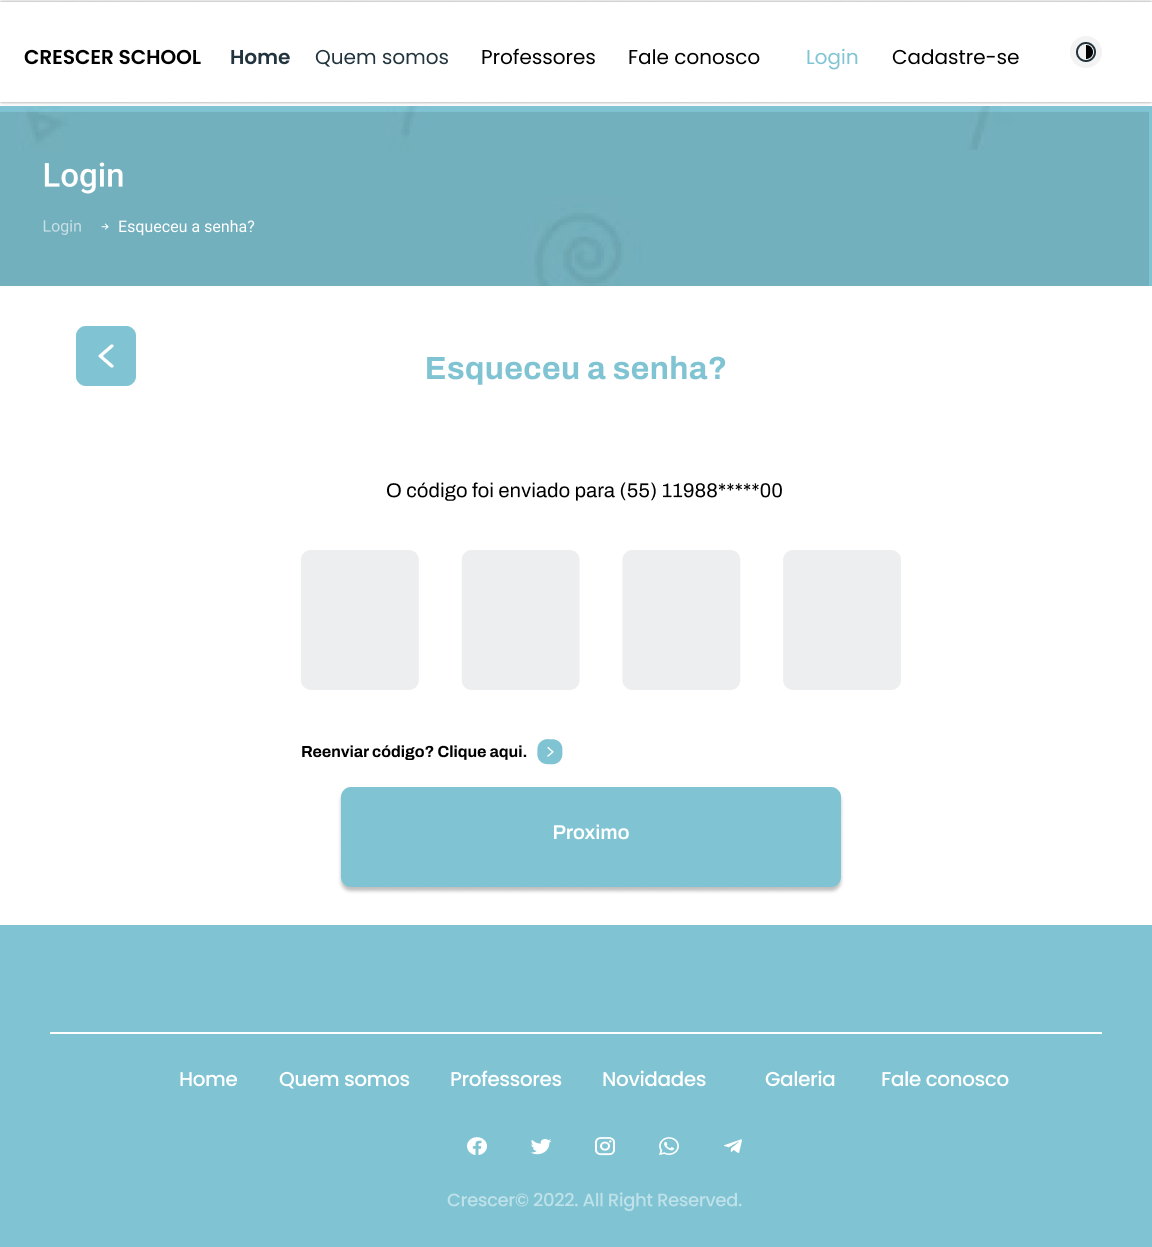 CRESCER SCHOOL Home Quem somos Professores Fale conosco Login Cadastre-se
Login
Login → Esqueceu a senha?
Esqueceu a senha?
O código foi enviado para (55) 11988*****00
Reenviar código? Clique aqui.
Proximo
Home Quem somos Professores Novidades Galeria Fale conosco
Crescer© 2022. All Right Reserved.